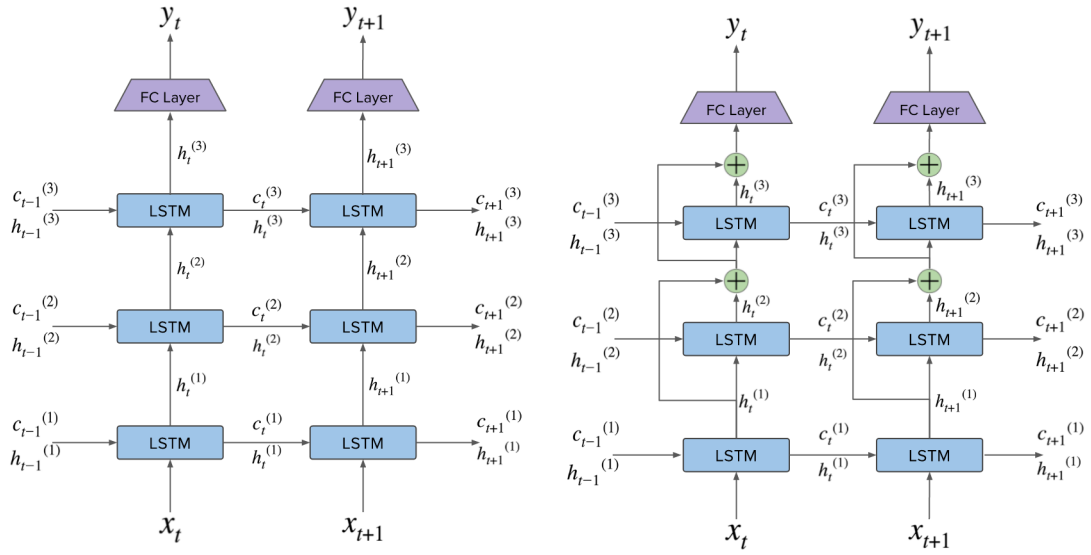 y_t y_{t+1}
FC Layer FC Layer
h_t^{(3)} h_{t+1}^{(3)}
c_{t-1}^{(3)} c_t^{(3)} c_{t+1}^{(3)}
LSTM LSTM
h_{t-1}^{(3)} h_t^{(3)} h_{t+1}^{(3)}
h_t^{(2)} h_{t+1}^{(2)}
c_{t-1}^{(2)} c_t^{(2)} c_{t+1}^{(2)}
LSTM LSTM
h_{t-1}^{(2)} h_t^{(2)} h_{t+1}^{(2)}
h_t^{(1)} h_{t+1}^{(1)}
c_{t-1}^{(1)} c_t^{(1)} c_{t+1}^{(1)}
LSTM LSTM
h_{t-1}^{(1)} h_t^{(1)} h_{t+1}^{(1)}
x_t x_{t+1}
y_t y_{t+1}
FC Layer FC Layer
+ +
h_t^{(3)} h_{t+1}^{(3)}
c_{t-1}^{(3)} c_t^{(3)} c_{t+1}^{(3)}
LSTM LSTM
h_{t-1}^{(3)} h_t^{(3)} h_{t+1}^{(3)}
+ +
h_t^{(2)} h_{t+1}^{(2)}
c_{t-1}^{(2)} c_t^{(2)} c_{t+1}^{(2)}
LSTM LSTM
h_{t-1}^{(2)} h_t^{(2)} h_{t+1}^{(2)}
h_t^{(1)} h_{t+1}^{(1)}
c_{t-1}^{(1)} c_t^{(1)} c_{t+1}^{(1)}
LSTM LSTM
h_{t-1}^{(1)} h_t^{(1)} h_{t+1}^{(1)}
x_t x_{t+1}